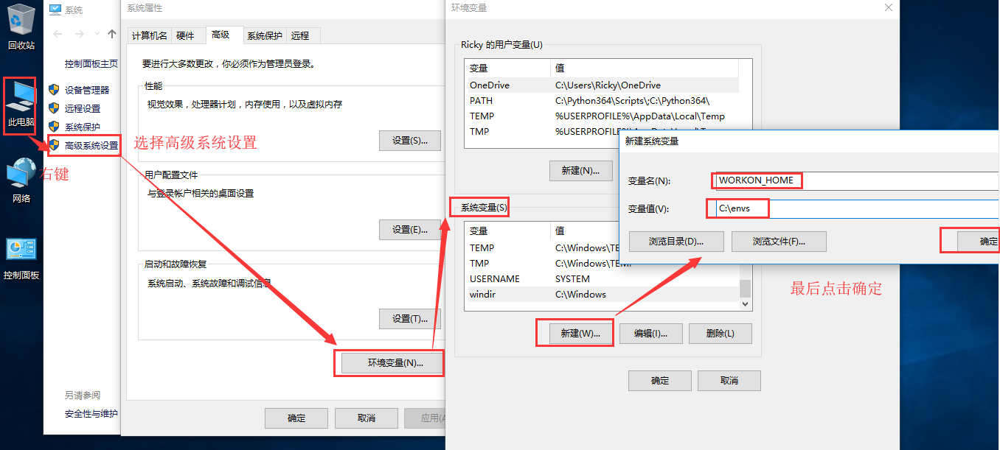 回收站
此电脑
网络
控制面板
右键
系统
控制面板主页
设备管理器
远程设置
系统保护
高级系统设置
另请参阅
安全性与维护
选择高级系统设置
系统属性
计算机名 硬件 高级 系统保护 远程
要进行大多数更改，你必须作为管理员登录。
性能
视觉效果，处理器计划，内存使用，以及虚拟内存
设置(S)...
用户配置文件
与登录帐户相关的桌面设置
设置(E)...
启动和故障恢复
系统启动、系统故障和调试信息
设置(T)...
环境变量(N)...
确定 取消 应用(A
环境变量
Ricky 的用户变量(U)
变量 值
OneDrive C:\Users\Ricky\OneDrive
PATH C:\Python364\Scripts\;C:\Python364\
TEMP %USERPROFILE%\AppData\Local\Temp
TMP %USERPROFILE%\AppData\Local\Temp
新建(N)...
系统变量(S)
变量 值
TEMP C:\Windows\TEMP
TMP C:\Windows\TEMP
USERNAME SYSTEM
windir C:\Windows
新建(W)... 编辑(I)... 删除(L)
确定 取消
新建系统变量
变量名(N): WORKON_HOME
变量值(V): C:\envs
浏览目录(D)... 浏览文件(F)... 确定
最后点击确定